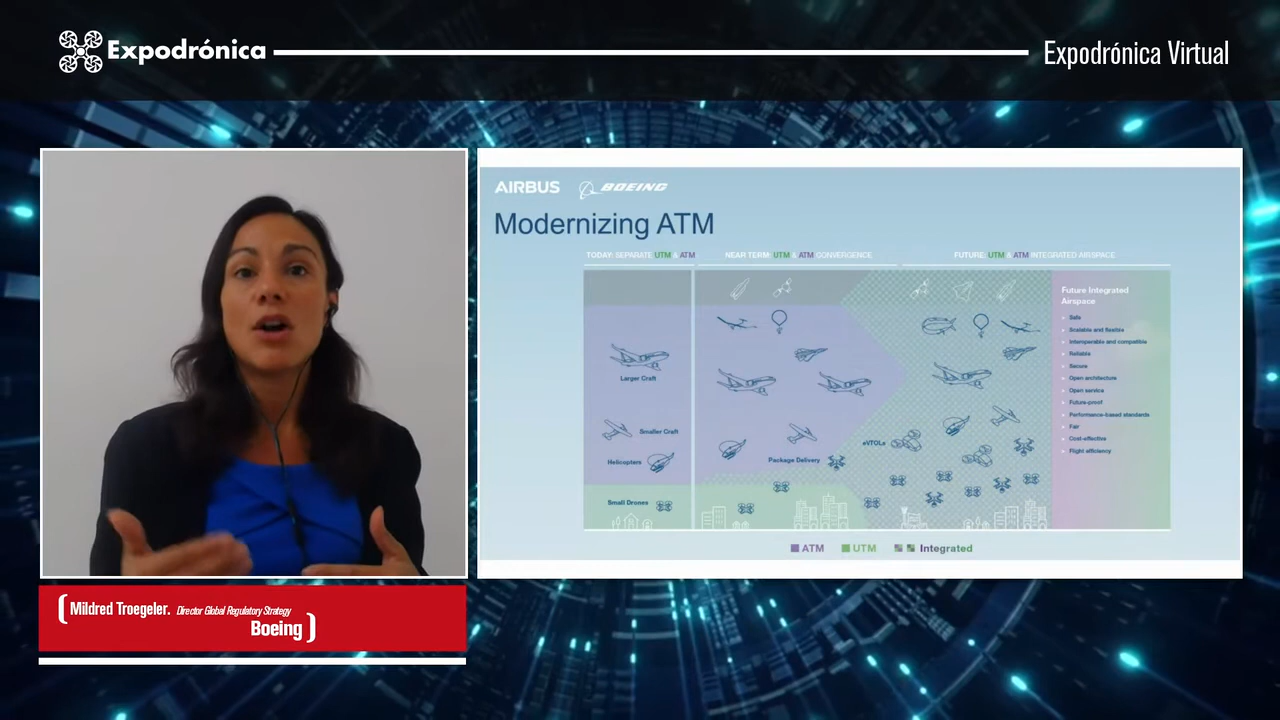 Expodrónica
Expodrónica Virtual
AIRBUS BOEING
Modernizing ATM
TODAY: SEPARATE UTM & ATM
NEAR TERM: UTM & ATM CONVERGENCE
FUTURE: UTM & ATM INTEGRATED AIRSPACE
Larger Craft
Smaller Craft
Helicopters
Small Drones
Package Delivery
eVTOLs
Future Integrated
Airspace
Safe
Scalable and flexible
Interoperable and compatible
Reliable
Secure
Open architecture
Open service
Future-proof
Performance-based standards
Fair
Cost-effective
Flight efficiency
ATM UTM Integrated
Mildred Troegeler. Director Global Regulatory Strategy
Boeing